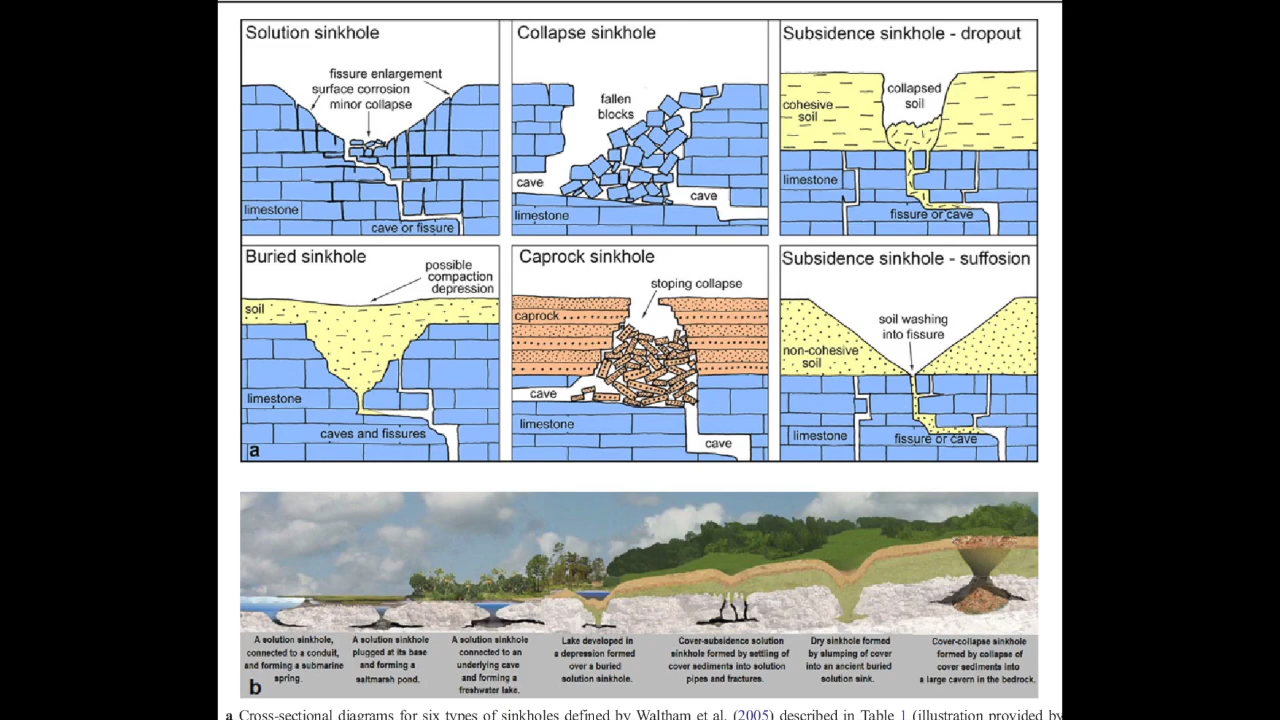 Solution sinkhole
fissure enlargement
surface corrosion
minor collapse
limestone
cave or fissure
Collapse sinkhole
fallen
blocks
cave
cave
limestone
Subsidence sinkhole - dropout
collapsed
soil
cohesive
soil
limestone
fissure or cave
Buried sinkhole
possible
compaction
depression
soil
limestone
caves and fissures
a
Caprock sinkhole
stoping collapse
caprock
cave
limestone
cave
Subsidence sinkhole - suffosion
soil washing
into fissure
non-cohesive
soil
limestone
fissure or cave
A solution sinkhole,
connected to a conduit,
and forming a submarine
spring.
A solution sinkhole
plugged at its base
and forming a
saltmarsh pond.
A solution sinkhole
connected to an
underlying cave
and forming a
freshwater lake.
Lake developed in
a depression formed
over a buried
solution sinkhole.
Cover-subsidence solution
sinkhole formed by settling of
cover sediments into solution
pipes and fractures.
Dry sinkhole formed
by slumping of cover
into an ancient buried
solution sink.
Cover-collapse sinkhole
formed by collapse of
cover sediments into
a large cavern in the bedrock.
b
a Cross-sectional diagrams for six types of sinkholes defined by Waltham et al. (2005) described in Table 1 (illustration provided by